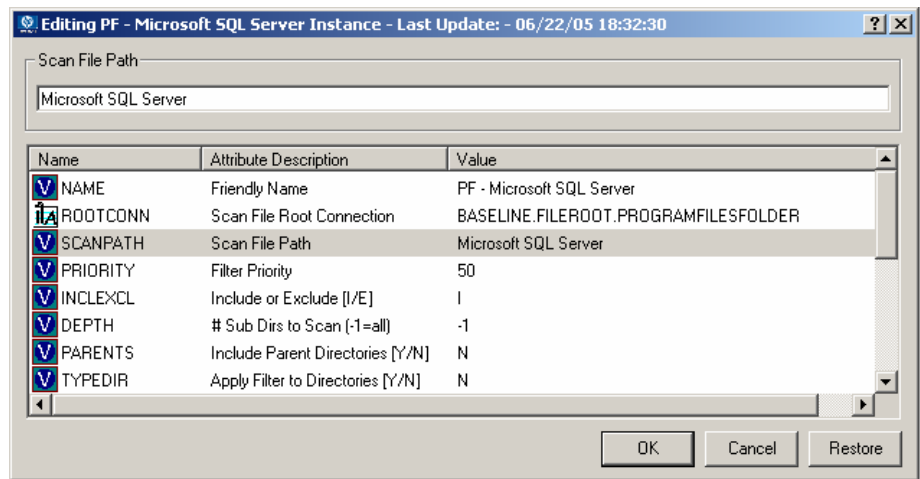 Editing PF - Microsoft SQL Server Instance - Last Update: - 06/22/05 18:32:30
Scan File Path
Microsoft SQL Server
Name Attribute Description Value
V NAME Friendly Name PF - Microsoft SQL Server
ROOTCONN Scan File Root Connection BASELINE.FILEROOT.PROGRAMFILESFOLDER
V SCANPATH Scan File Path Microsoft SQL Server
V PRIORITY Filter Priority 50
V INCLEXCL Include or Exclude [I/E] I
V DEPTH # Sub Dirs to Scan (-1=all) -1
V PARENTS Include Parent Directories [Y/N] N
V TYPEDIR Apply Filter to Directories [Y/N] N
OK Cancel Restore